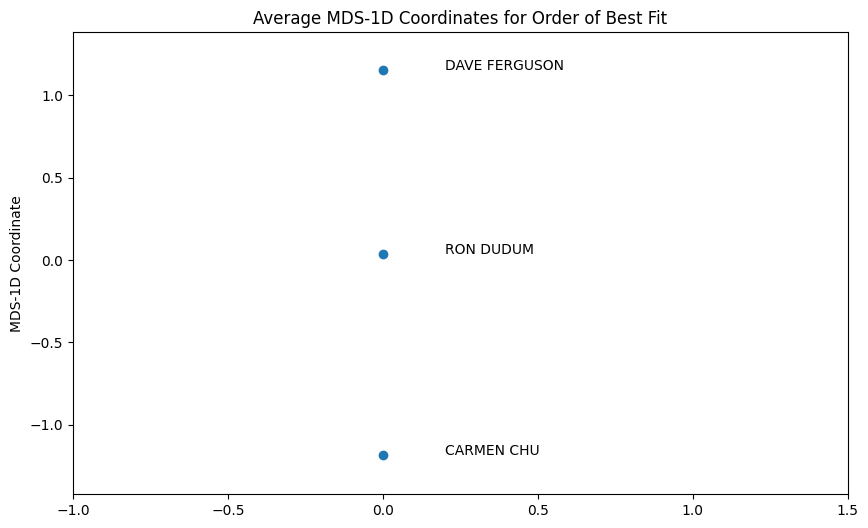 Average MDS-1D Coordinates for Order of Best Fit
DAVE FERGUSON
1.0
0.5
RON DUDUM
0.0
MDS-1D Coordinate
−0.5
−1.0
CARMEN CHU
−1.0
−0.5
0.0
0.5
1.0
1.5